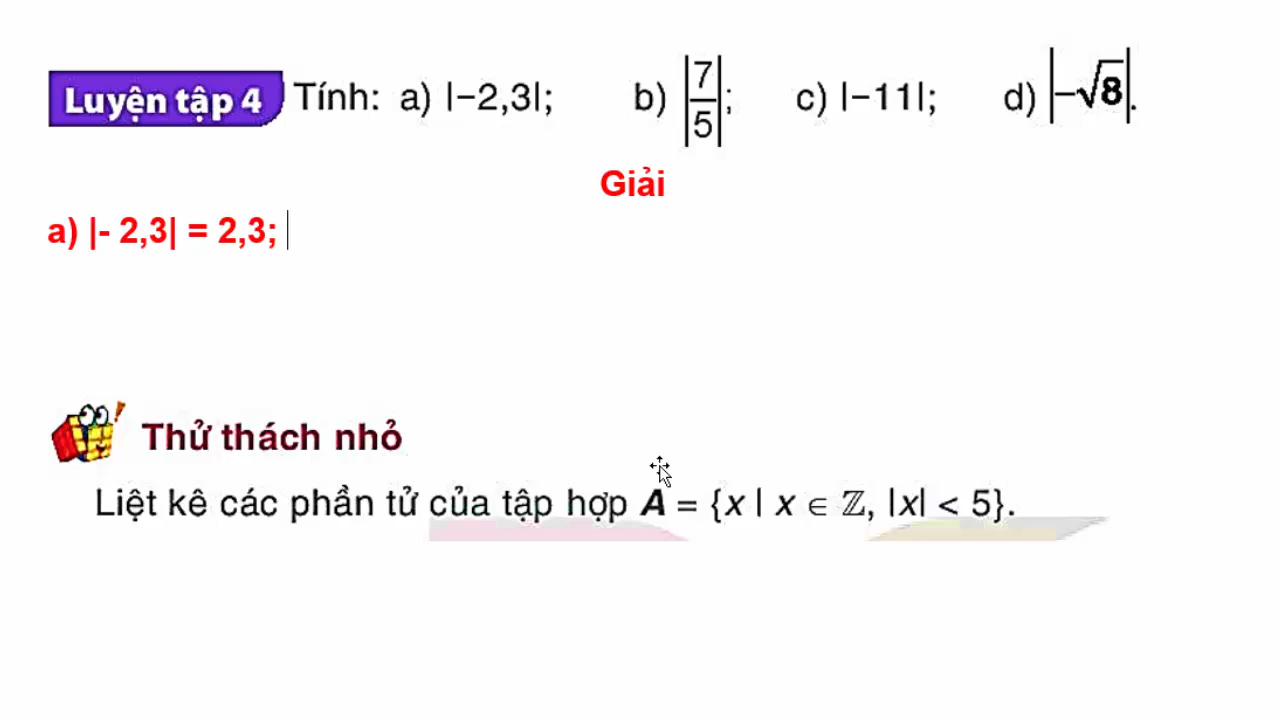 Luyện tập 4 Tính: a) |−2,3|; b) |7/5|; c) |−11|; d) |−√8|.
Giải
a) |- 2,3| = 2,3;
Thử thách nhỏ
Liệt kê các phần tử của tập hợp A = {x | x ∈ ℤ, |x| < 5}.